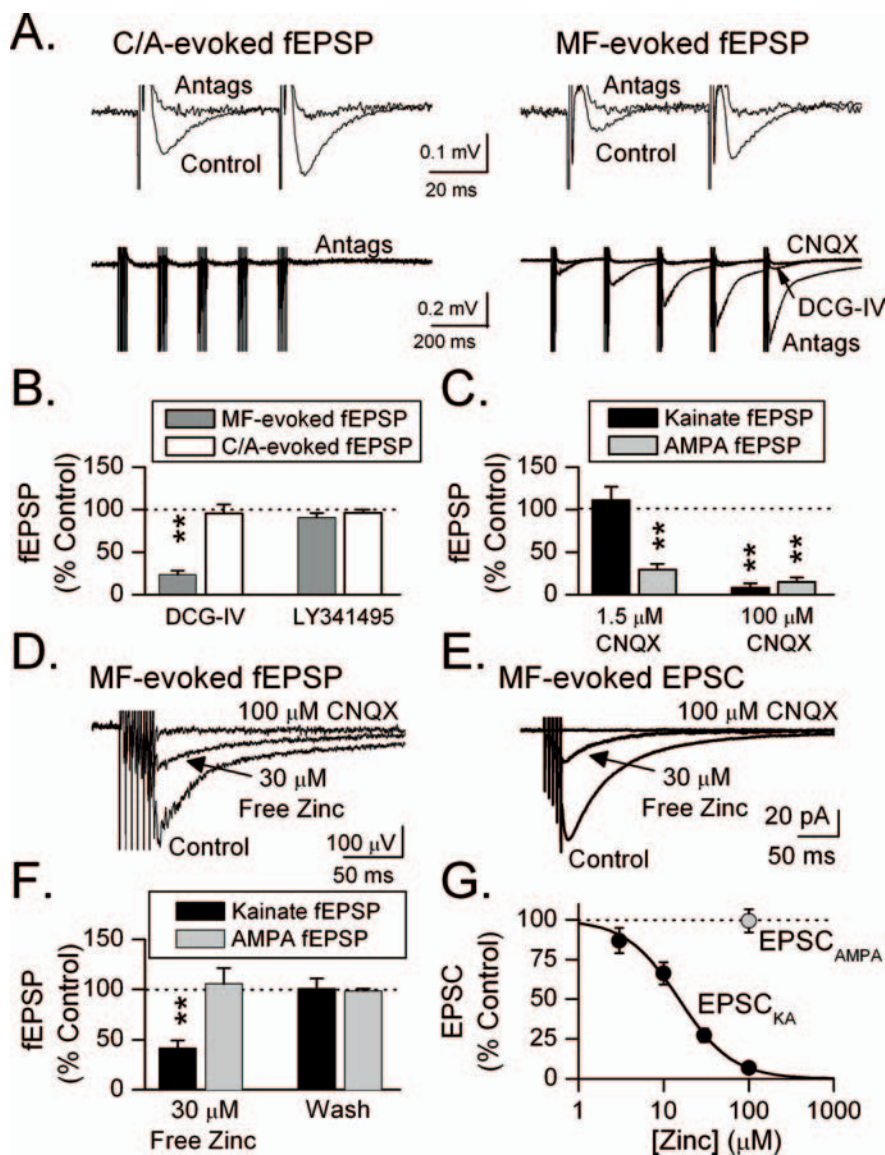 A.
C/A-evoked fEPSP
MF-evoked fEPSP
Antags
Control
0.1 mV
20 ms
Antags
Control
Antags
0.2 mV
200 ms
CNQX
DCG-IV
Antags
B.
MF-evoked fEPSP
C/A-evoked fEPSP
fEPSP
(% Control)
150
100
50
0
**
DCG-IV
LY341495
C.
Kainate fEPSP
AMPA fEPSP
fEPSP
(% Control)
150
100
50
0
**
**
**
1.5 µM
CNQX
100 µM
CNQX
D.
MF-evoked fEPSP
100 µM CNQX
30 µM
Free Zinc
Control
100 µV
50 ms
E.
MF-evoked EPSC
100 µM CNQX
30 µM
Free Zinc
Control
20 pA
50 ms
F.
Kainate fEPSP
AMPA fEPSP
fEPSP
(% Control)
150
100
50
0
**
30 µM
Free Zinc
Wash
G.
EPSC
(% Control)
100
75
50
25
0
EPSC AMPA
EPSC KA
1
10
100
1000
[Zinc] (µM)